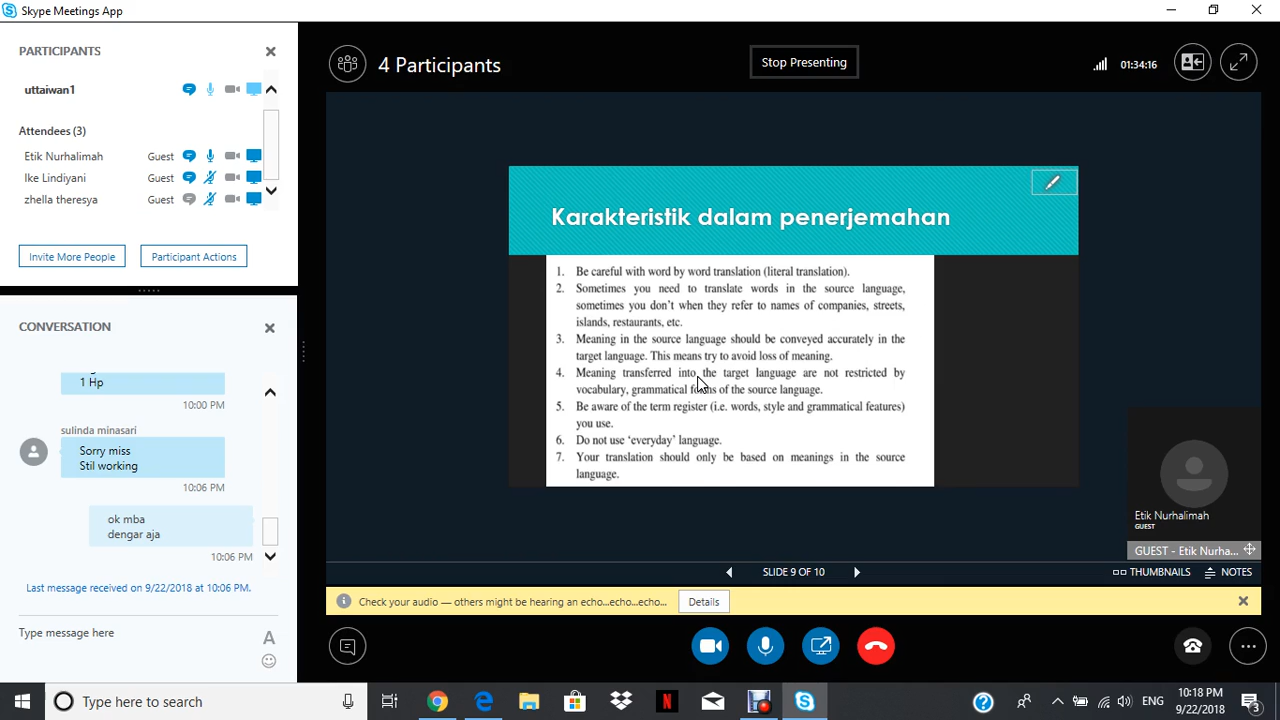 Skype Meetings App
PARTICIPANTS
uttaiwan1
Attendees (3)
Etik Nurhalimah Guest
Ike Lindiyani Guest
zhella theresya Guest
Invite More People
Participant Actions
CONVERSATION
1 Hp
10:00 PM
sulinda minasari
Sorry miss
Stil working
10:06 PM
ok mba
dengar aja
10:06 PM
Last message received on 9/22/2018 at 10:06 PM.
Type message here
A
4 Participants
Stop Presenting
01:34:16
Karakteristik dalam penerjemahan
1. Be careful with word by word translation (literal translation).
2. Sometimes you need to translate words in the source language,
sometimes you don't when they refer to names of companies, streets,
islands, restaurants, etc.
3. Meaning in the source language should be conveyed accurately in the
target language. This means try to avoid loss of meaning.
4. Meaning transferred into the target language are not restricted by
vocabulary, grammatical forms of the source language.
5. Be aware of the term register (i.e. words, style and grammatical features)
you use.
6. Do not use 'everyday' language.
7. Your translation should only be based on meanings in the source
language.
Etik Nurhalimah
GUEST
GUEST - Etik Nurha...
SLIDE 9 OF 10
THUMBNAILS
NOTES
Check your audio — others might be hearing an echo...echo...echo...
Details
Type here to search
ENG
10:18 PM
9/22/2018
3